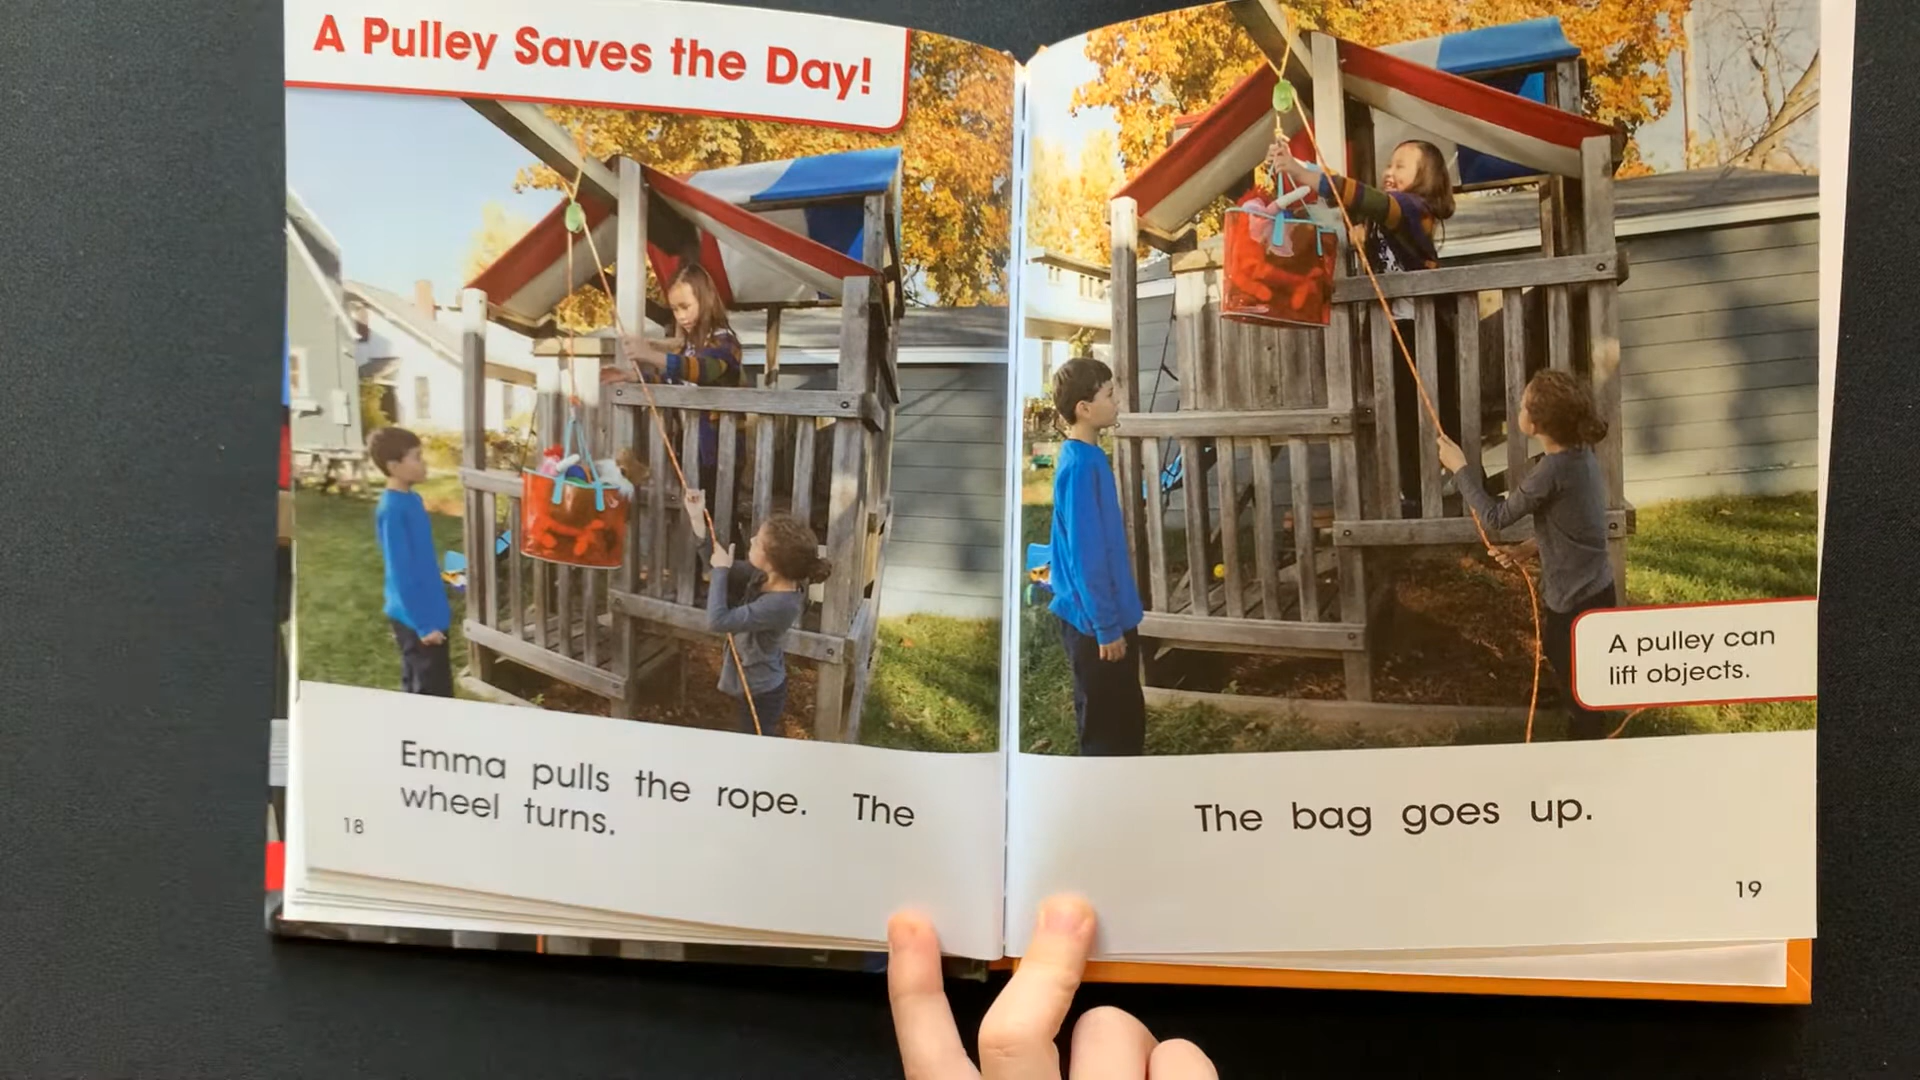 A Pulley Saves the Day!
Emma pulls the rope. The
wheel turns.
18
A pulley can
lift objects.
The bag goes up.
19